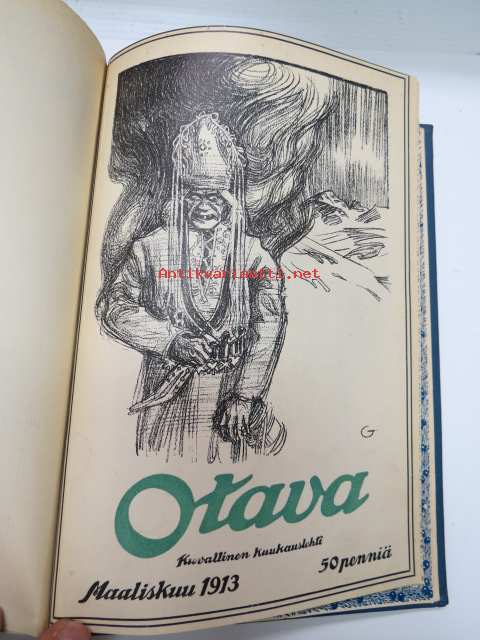 Antikvariaatti.net
G
Otava
Kuvallinen kuukauslehti
50 penniä
Maaliskuu 1913